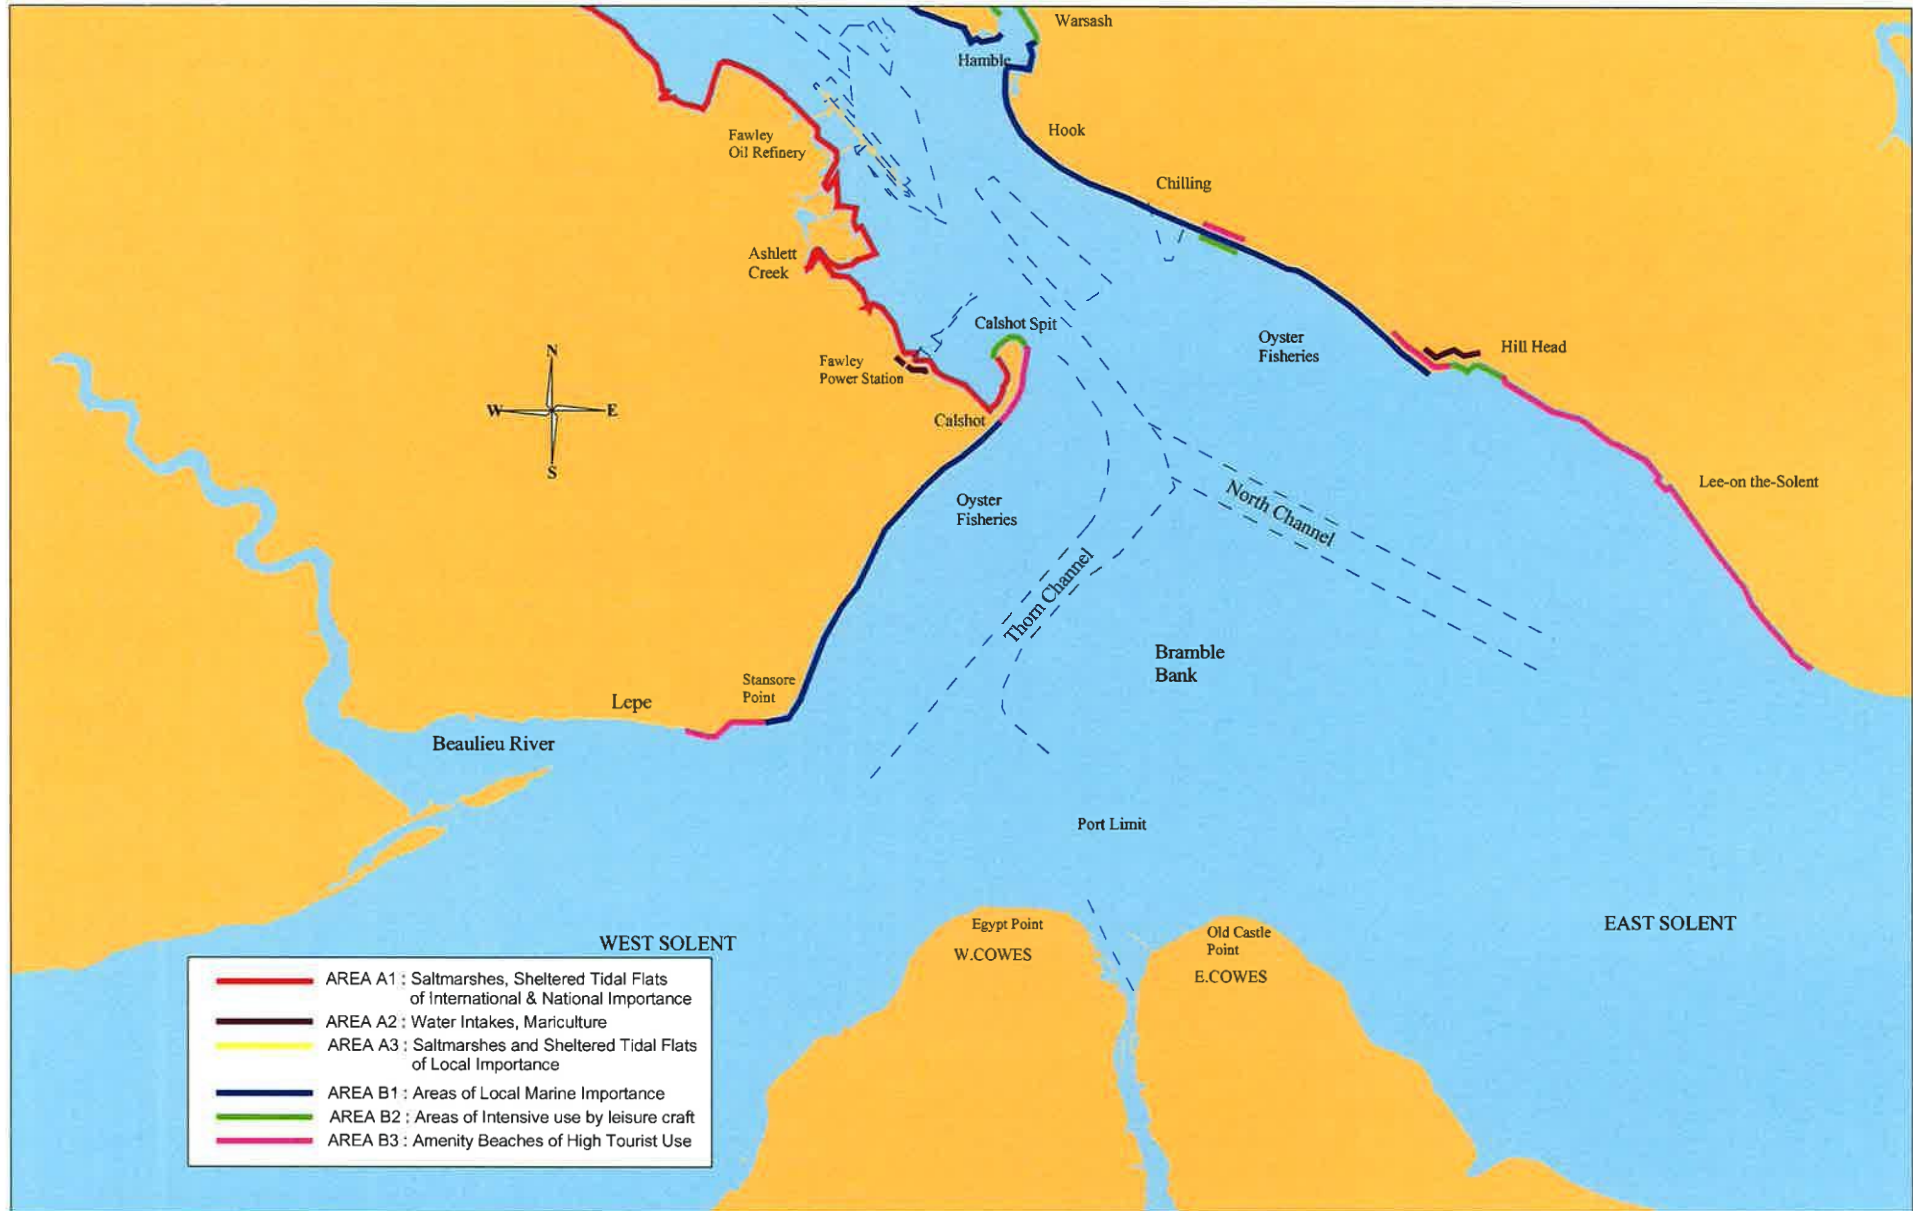 Warsash
Hamble
Hook
Fawley
Oil Refinery
Chilling
Ashlett
Creek
Calshot Spit
Oyster
Fisheries
Hill Head
N
W E
S
Fawley
Power Station
Calshot
Lee-on the-Solent
Oyster
Fisheries
North Channel
Thorn Channel
Bramble
Bank
Stansore
Point
Lepe
Beaulieu River
Port Limit
Egypt Point
W.COWES
Old Castle
Point
E.COWES
EAST SOLENT
WEST SOLENT
AREA A1 : Saltmarshes, Sheltered Tidal Flats
of International & National Importance
AREA A2 : Water Intakes, Mariculture
AREA A3 : Saltmarshes and Sheltered Tidal Flats
of Local Importance
AREA B1 : Areas of Local Marine Importance
AREA B2 : Areas of Intensive use by leisure craft
AREA B3 : Amenity Beaches of High Tourist Use